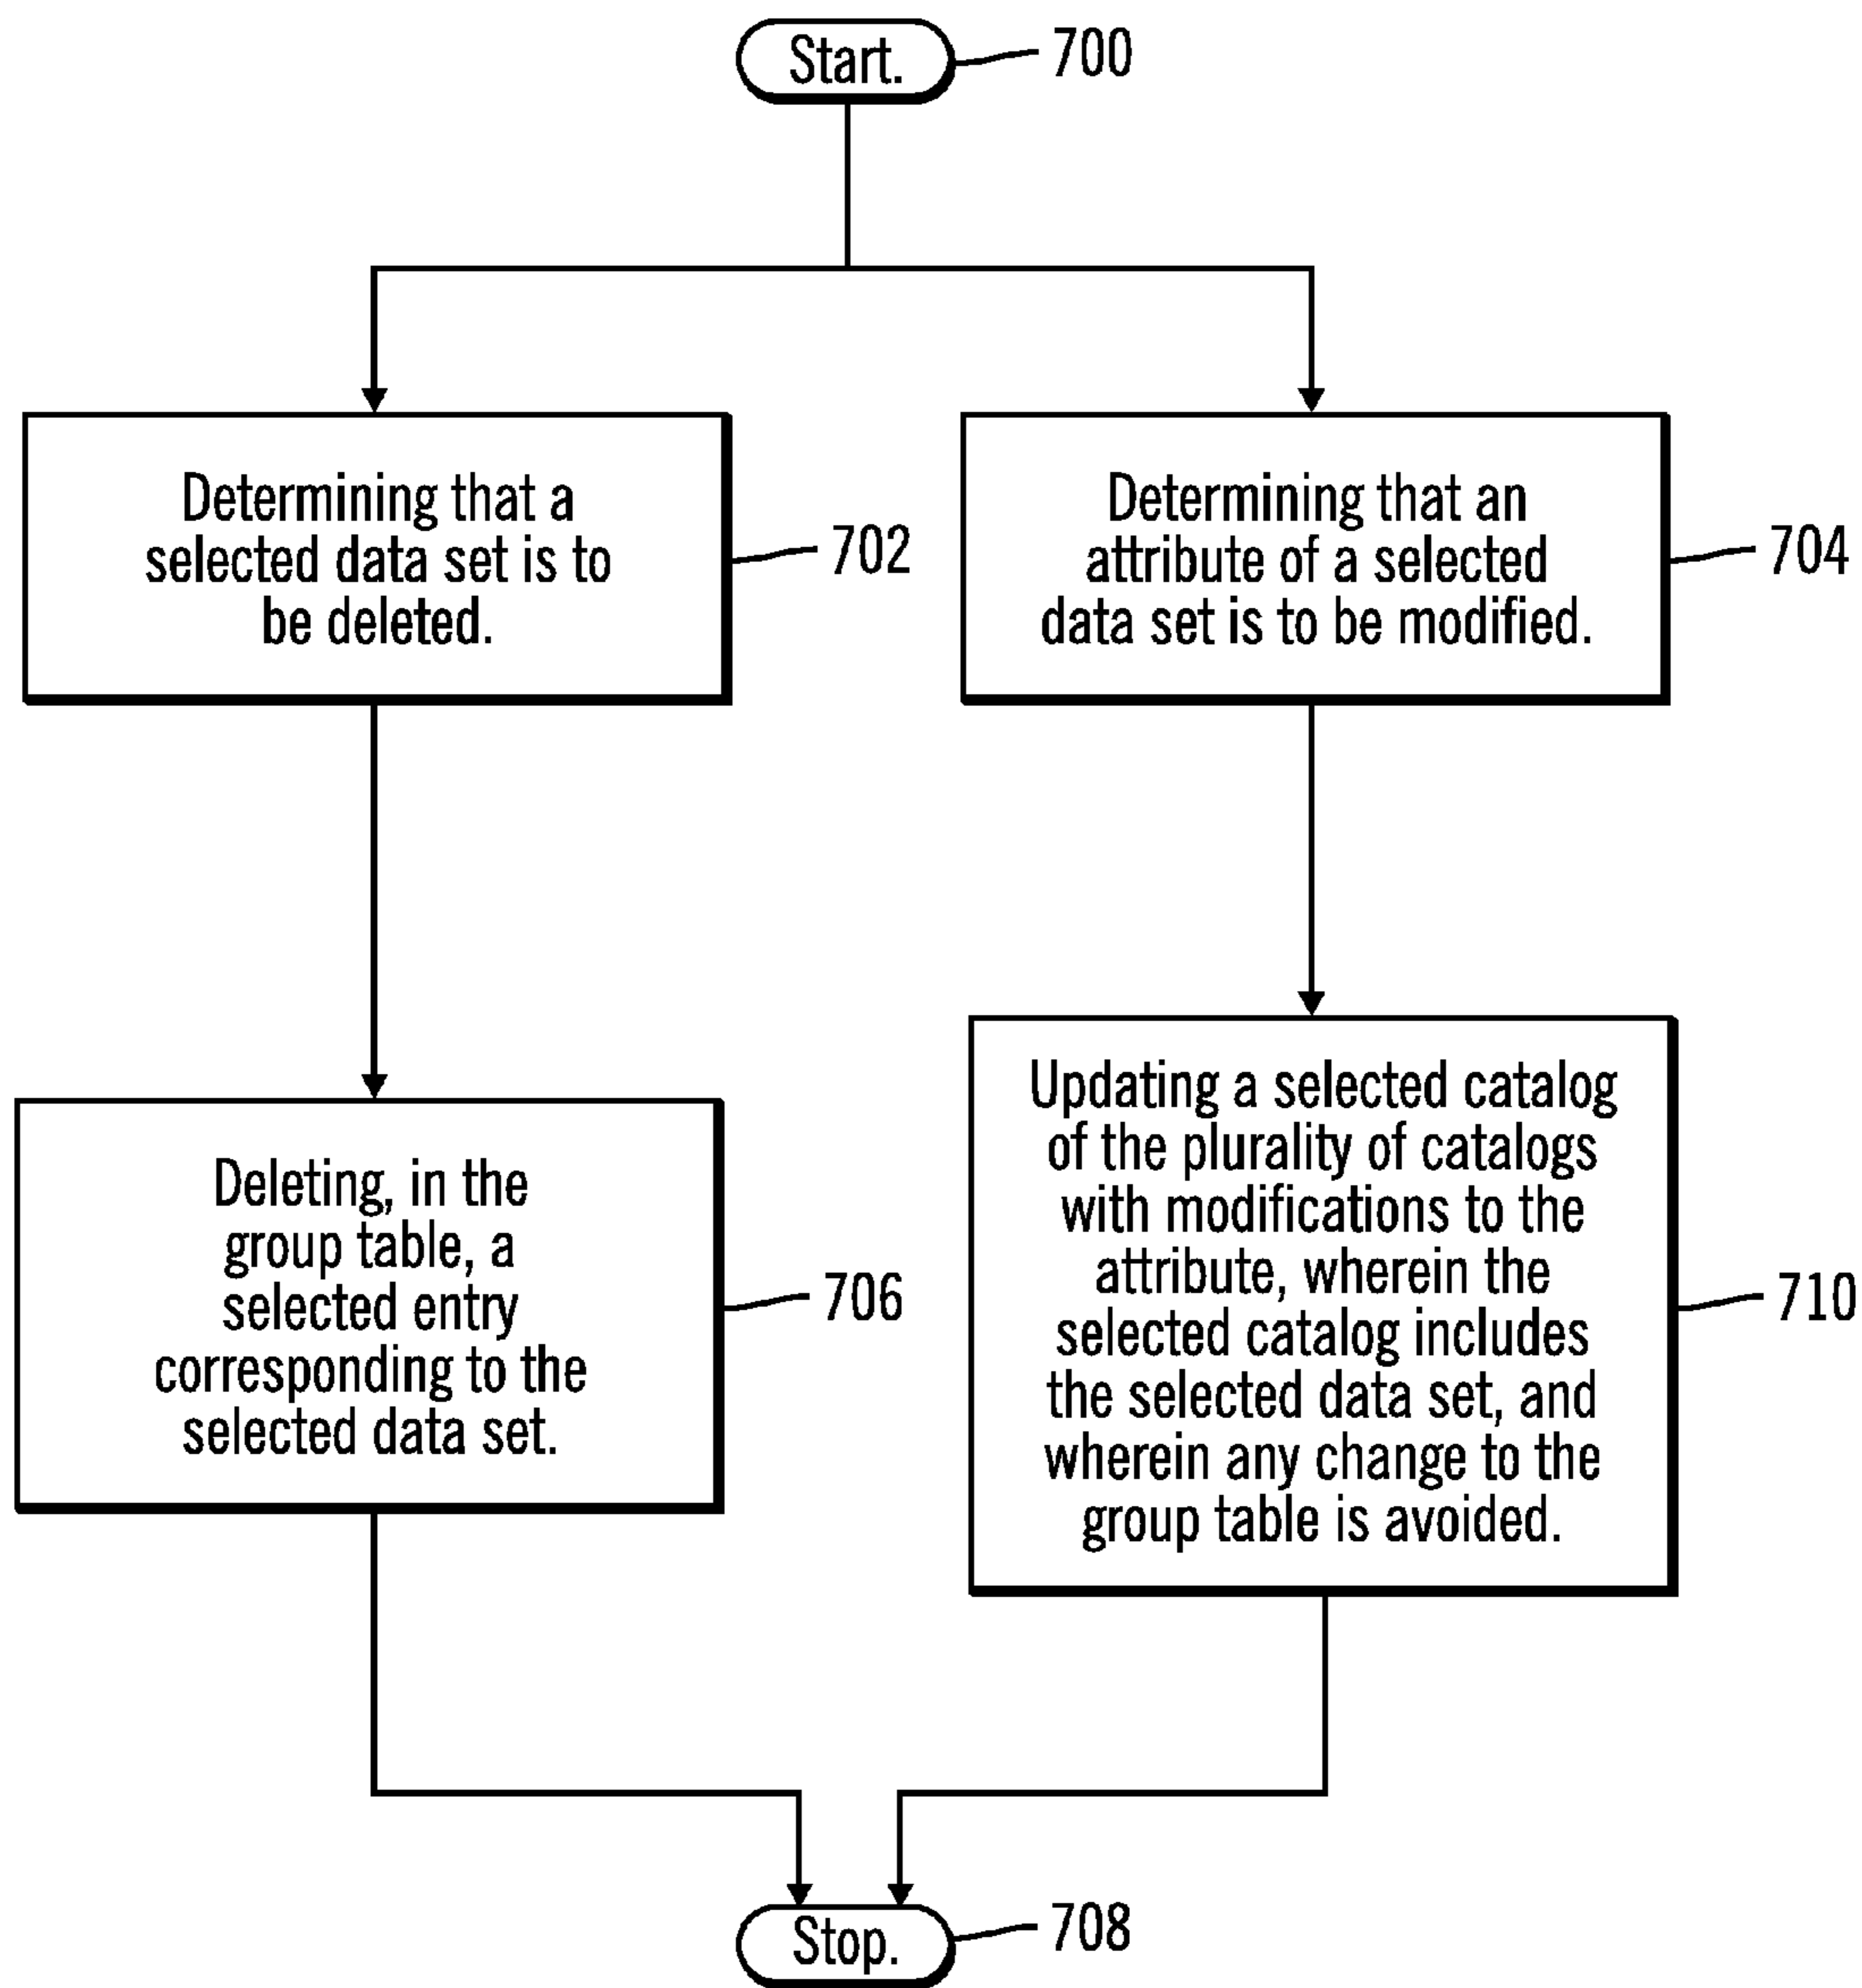 Start.
700
Determining that a
selected data set is to
be deleted.
702
Determining that an
attribute of a selected
data set is to be modified.
704
Deleting, in the
group table, a
selected entry
corresponding to the
selected data set.
706
Updating a selected catalog
of the plurality of catalogs
with modifications to the
attribute, wherein the
selected catalog includes
the selected data set, and
wherein any change to the
group table is avoided.
710
Stop.
708